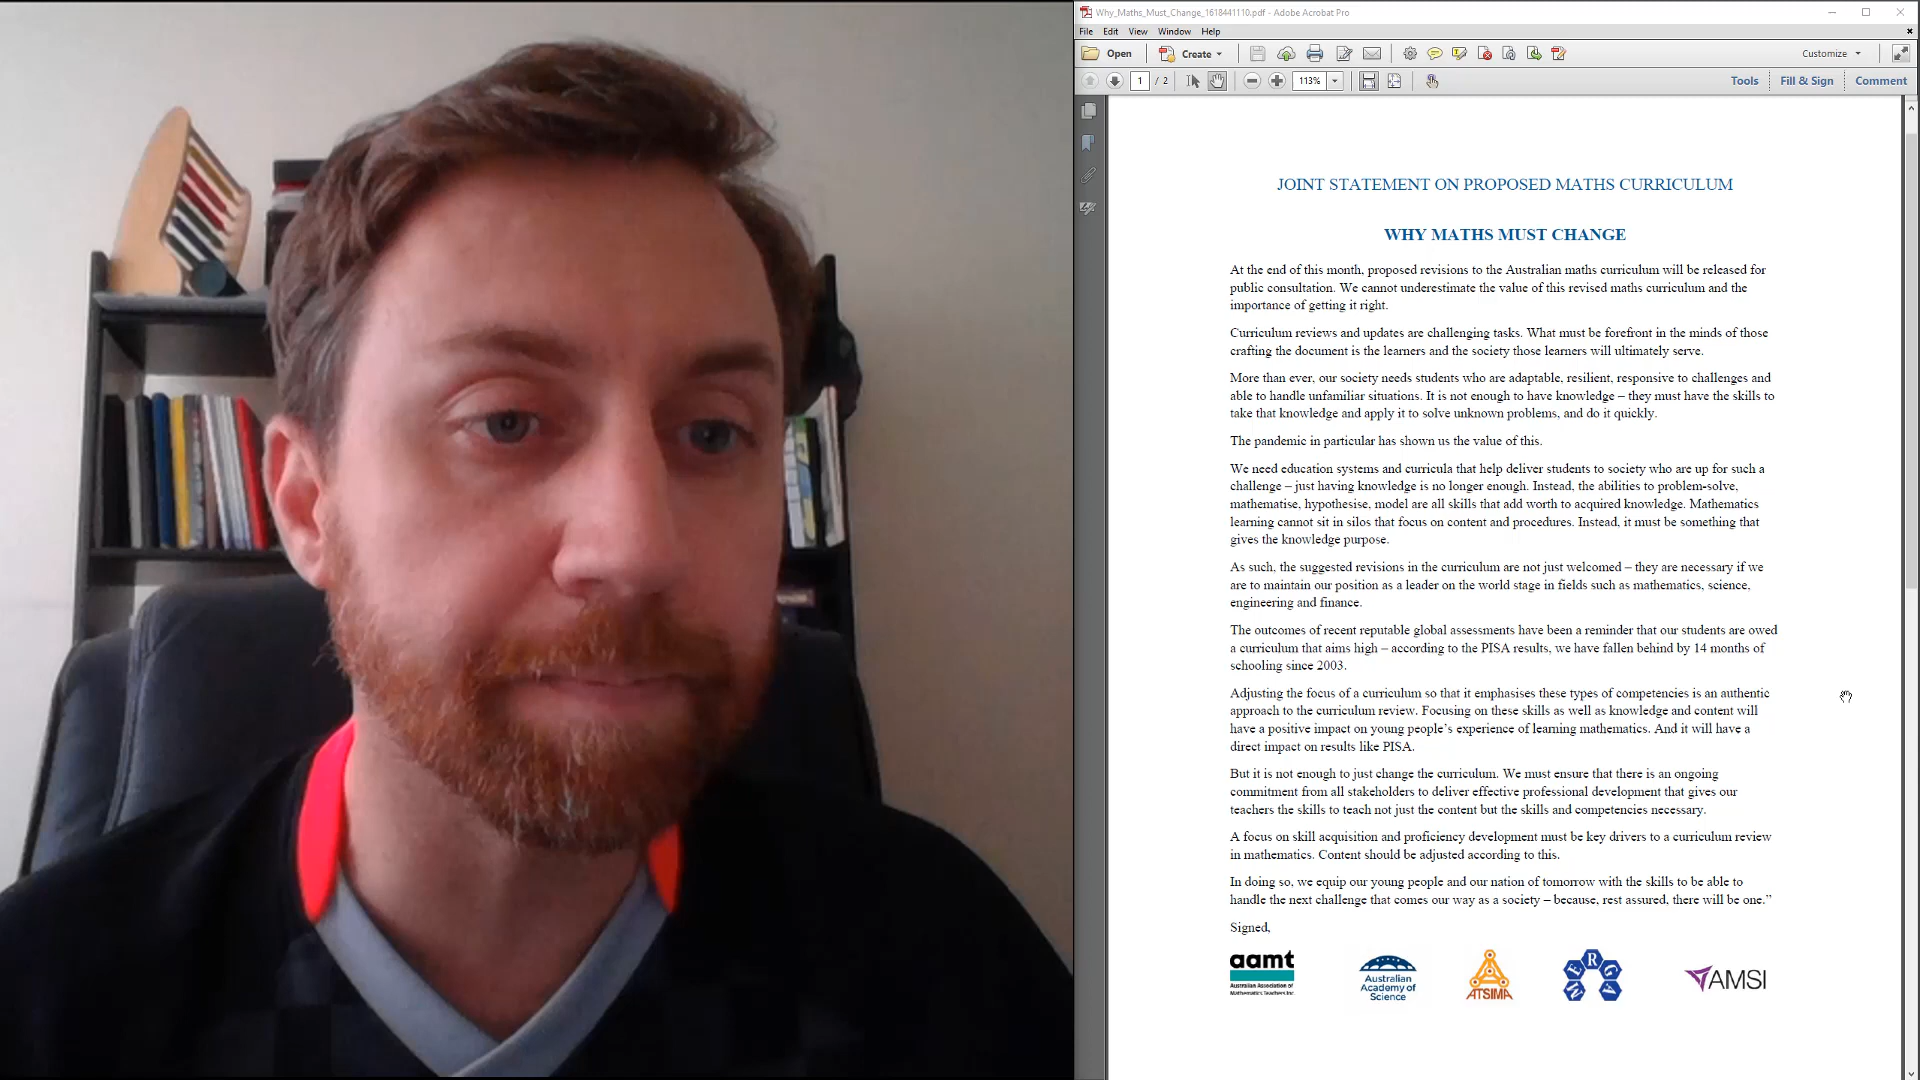 Why_Maths_Must_Change_1618441110.pdf - Adobe Acrobat Pro
File Edit View Window Help
Open Create Customize
1 / 2 113% Tools Fill & Sign Comment
JOINT STATEMENT ON PROPOSED MATHS CURRICULUM
WHY MATHS MUST CHANGE
At the end of this month, proposed revisions to the Australian maths curriculum will be released for
public consultation. We cannot underestimate the value of this revised maths curriculum and the
importance of getting it right.
Curriculum reviews and updates are challenging tasks. What must be forefront in the minds of those
crafting the document is the learners and the society those learners will ultimately serve.
More than ever, our society needs students who are adaptable, resilient, responsive to challenges and
able to handle unfamiliar situations. It is not enough to have knowledge – they must have the skills to
take that knowledge and apply it to solve unknown problems, and do it quickly.
The pandemic in particular has shown us the value of this.
We need education systems and curricula that help deliver students to society who are up for such a
challenge – just having knowledge is no longer enough. Instead, the abilities to problem-solve,
mathematise, hypothesise, model are all skills that add worth to acquired knowledge. Mathematics
learning cannot sit in silos that focus on content and procedures. Instead, it must be something that
gives the knowledge purpose.
As such, the suggested revisions in the curriculum are not just welcomed – they are necessary if we
are to maintain our position as a leader on the world stage in fields such as mathematics, science,
engineering and finance.
The outcomes of recent reputable global assessments have been a reminder that our students are owed
a curriculum that aims high – according to the PISA results, we have fallen behind by 14 months of
schooling since 2003.
Adjusting the focus of a curriculum so that it emphasises these types of competencies is an authentic
approach to the curriculum review. Focusing on these skills as well as knowledge and content will
have a positive impact on young people’s experience of learning mathematics. And it will have a
direct impact on results like PISA.
But it is not enough to just change the curriculum. We must ensure that there is an ongoing
commitment from all stakeholders to deliver effective professional development that gives our
teachers the skills to teach not just the content but the skills and competencies necessary.
A focus on skill acquisition and proficiency development must be key drivers to a curriculum review
in mathematics. Content should be adjusted according to this.
In doing so, we equip our young people and our nation of tomorrow with the skills to be able to
handle the next challenge that comes our way as a society – because, rest assured, there will be one.”
Signed,
aamt
Australian Association of
Mathematics Teachers Inc.
Australian
Academy of
Science
ATSIMA
MERGA
AMSI